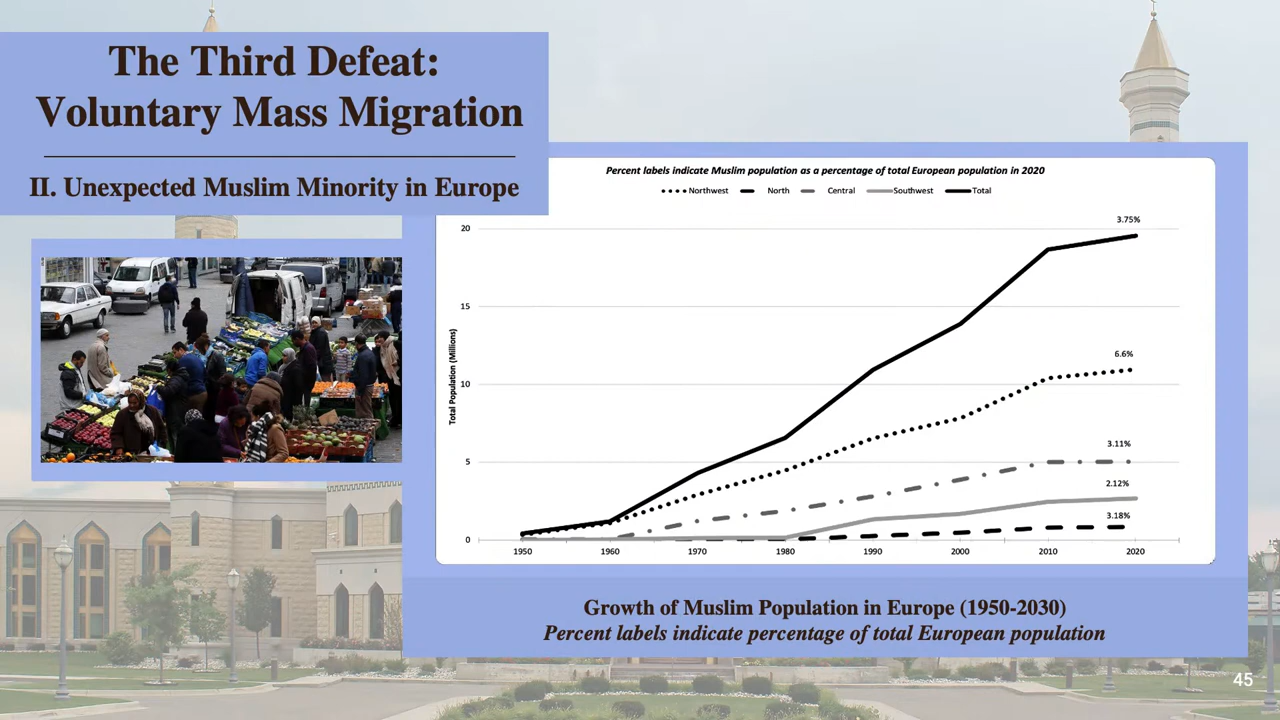 The Third Defeat:
Voluntary Mass Migration
II. Unexpected Muslim Minority in Europe
Percent labels indicate Muslim population as a percentage of total European population in 2020
Northwest North Central Southwest Total
Total Population (Millions)
20
15
10
5
0
3.75%
6.6%
3.11%
2.12%
3.18%
1950 1960 1970 1980 1990 2000 2010 2020
Growth of Muslim Population in Europe (1950-2030)
Percent labels indicate percentage of total European population
45